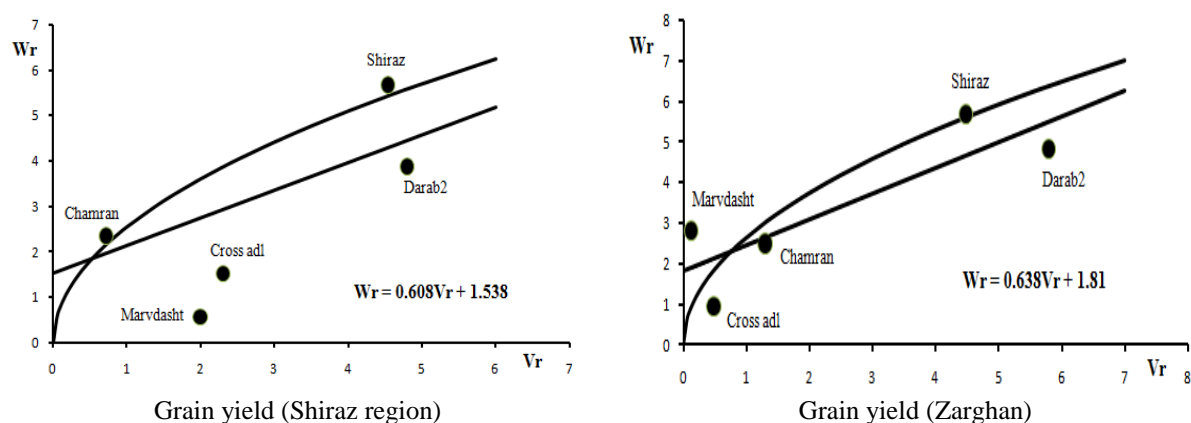 7
Wr
6
5
4
3
2
1
0
Shiraz
Darab2
Chamran
Cross adl
Wr = 0.608Vr + 1.538
Marvdasht
0 1 2 3 4 5 6 Vr 7
Grain yield (Shiraz region)
8
Wr
7
6
5
4
3
2
1
0
Shiraz
Darab2
Marvdasht
Chamran
Wr = 0.638Vr + 1.81
Cross adl
Vr
0 1 2 3 4 5 6 7 8
Grain yield (Zarghan)